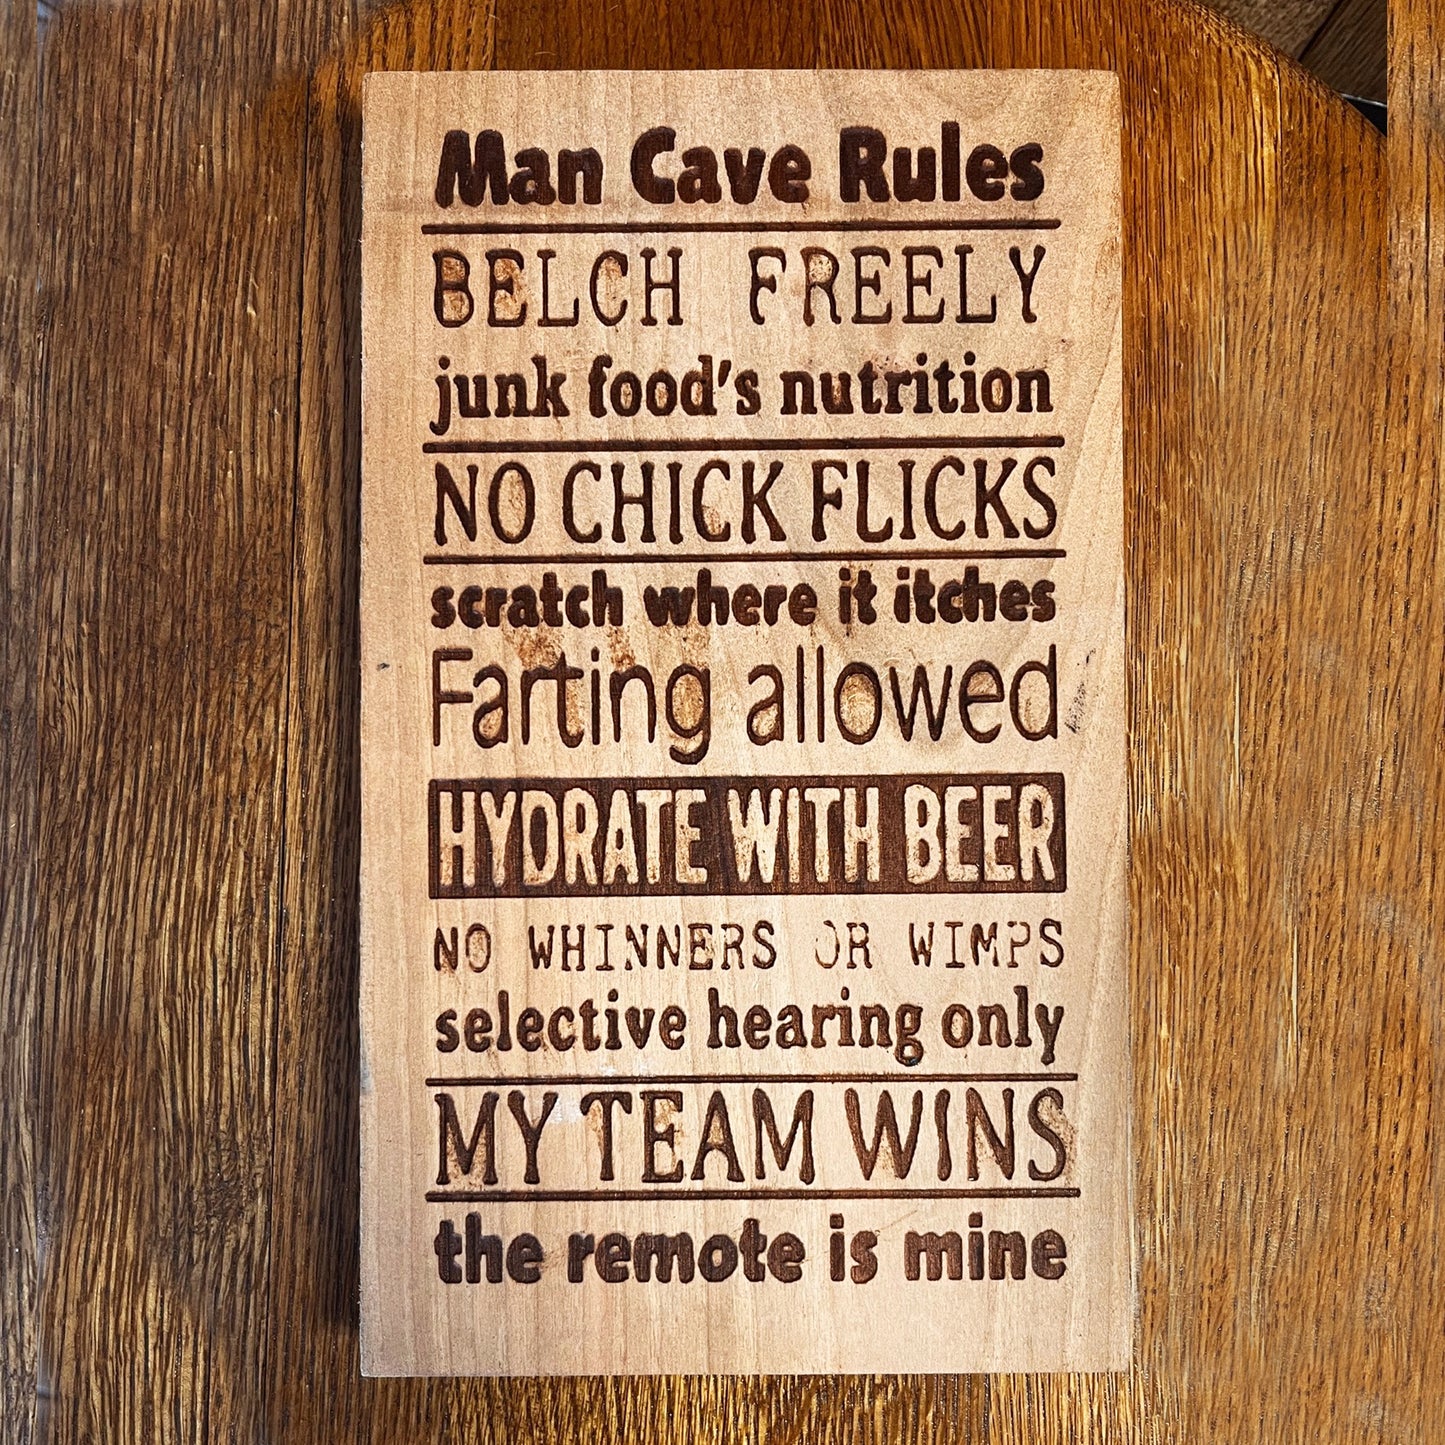 Man Cave Rules
BELCH FREELY
junk food's nutrition
NO CHICK FLICKS
scratch where it itches
Farting allowed
HYDRATE WITH BEER
NO WHINNERS OR WIMPS
selective hearing only
MY TEAM WINS
the remote is mine